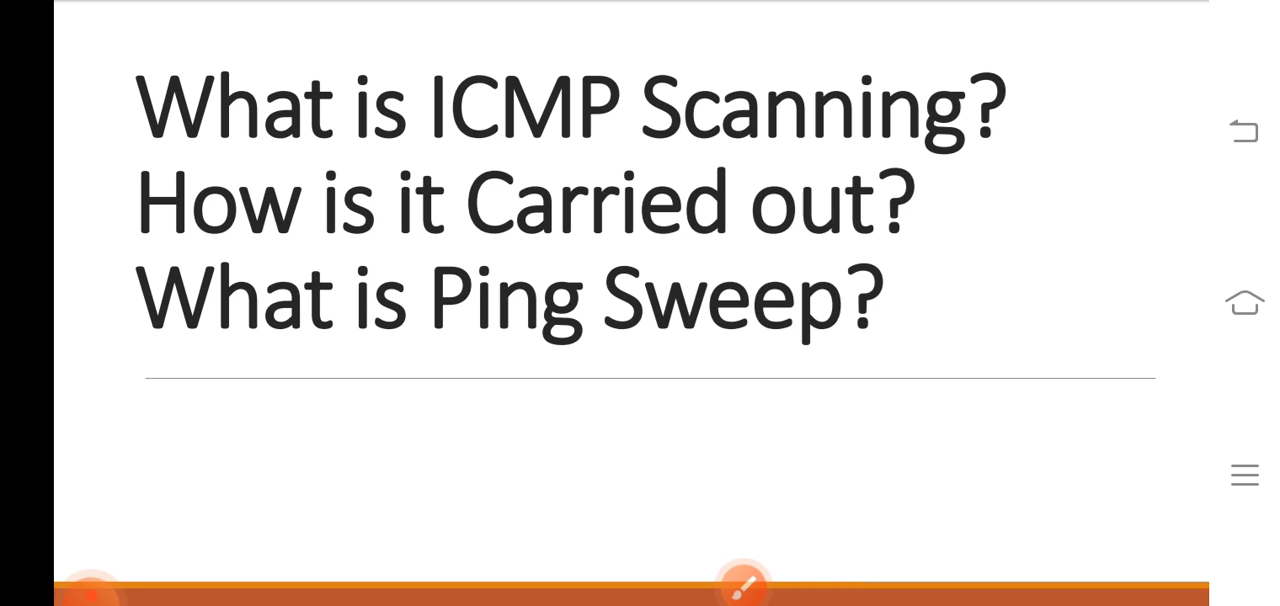 What is ICMP Scanning?
How is it Carried out?
What is Ping Sweep?